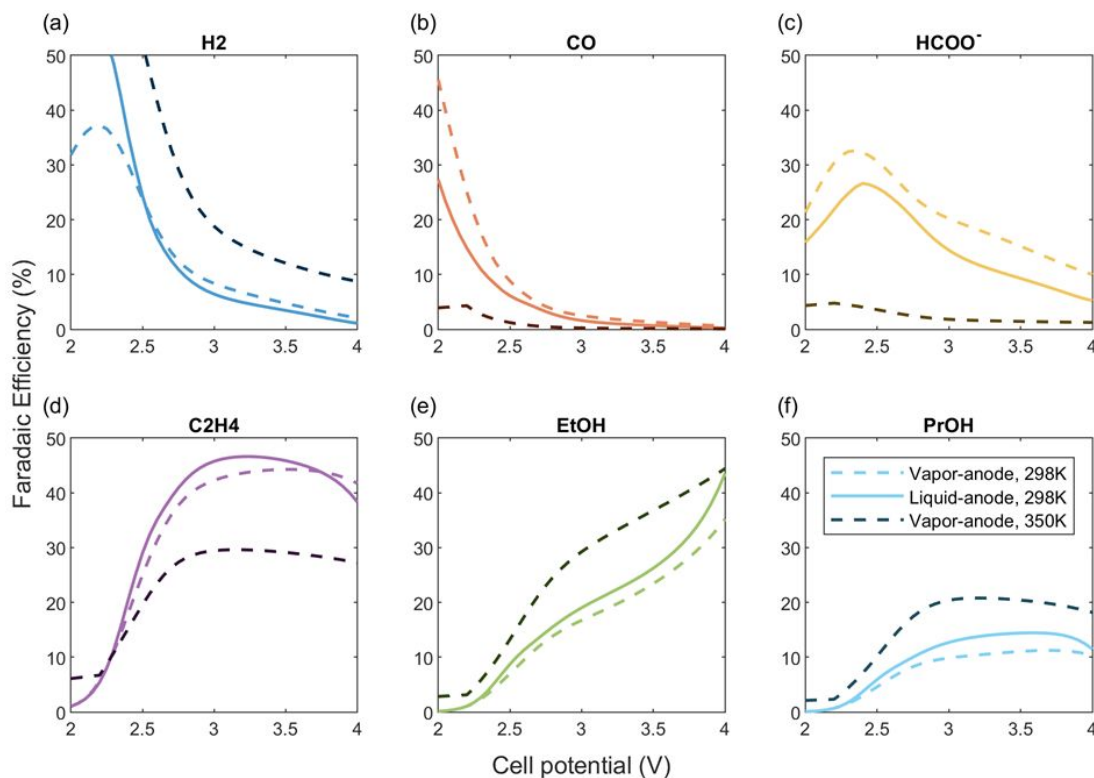 (a)
H2
50
40
30
20
10
0
2 2.5 3 3.5 4
(b)
CO
50
40
30
20
10
0
2 2.5 3 3.5 4
(c)
HCOO⁻
50
40
30
20
10
0
2 2.5 3 3.5 4
Faradaic Efficiency (%)
(d)
C2H4
50
40
30
20
10
0
2 2.5 3 3.5 4
(e)
EtOH
50
40
30
20
10
0
2 2.5 3 3.5 4
(f)
PrOH
50
40
30
20
10
0
2 2.5 3 3.5 4
Vapor-anode, 298K
Liquid-anode, 298K
Vapor-anode, 350K
Cell potential (V)